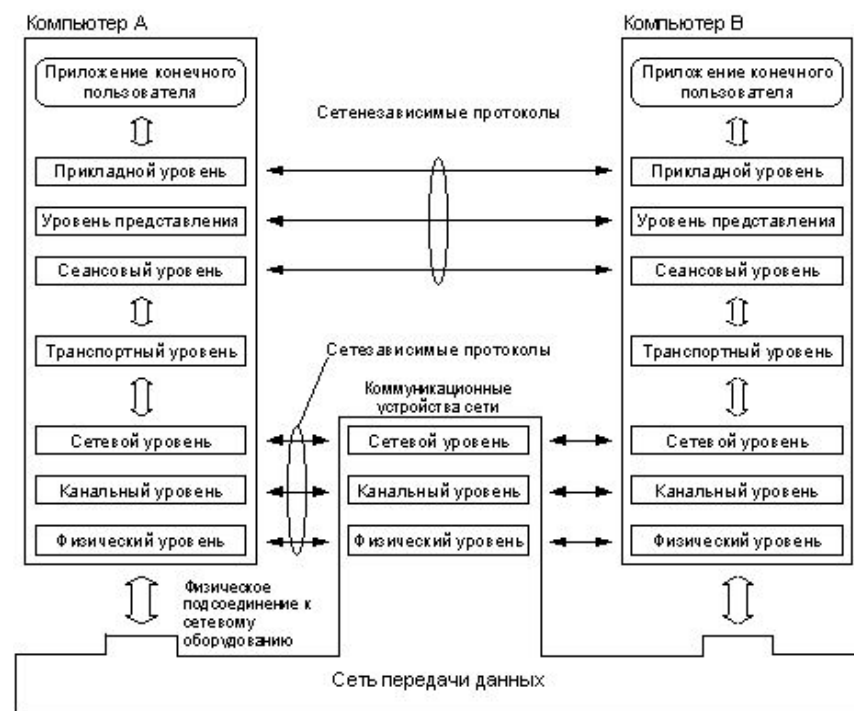 Компьютер А
Компьютер В
Приложение конечного
пользователя
Приложение конечного
пользователя
Сетенезависимые протоколы
Прикладной уровень
Прикладной уровень
Уровень представления
Уровень представления
Сеансовый уровень
Сеансовый уровень
Транспортный уровень
Сетезависимые протоколы
Транспортный уровень
Коммуникационные
устройства сети
Сетевой уровень
Сетевой уровень
Сетевой уровень
Канальный уровень
Канальный уровень
Канальный уровень
Физический уровень
Физический уровень
Физический уровень
Физическое
подсоединение к
сетевому
оборудованию
Сеть передачи данных